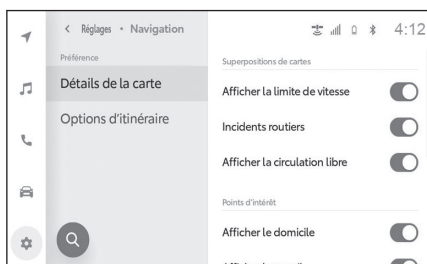 < Réglages • Navigation
4:12
Préférence
Détails de la carte
Options d'itinéraire
Superpositions de cartes
Afficher la limite de vitesse
Incidents routiers
Afficher la circulation libre
Points d'intérêt
Afficher le domicile